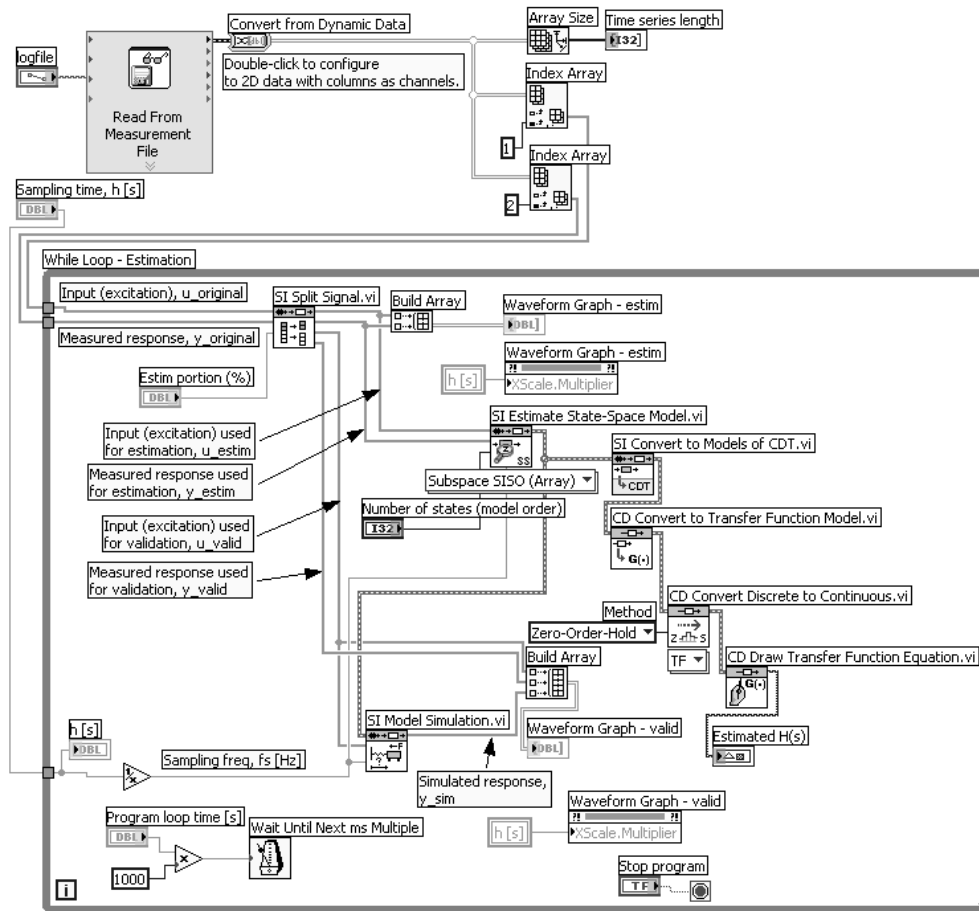 Convert from Dynamic Data
Array Size
Time series length
I32]
logfile
Double-click to configure
to 2D data with columns as channels.
Index Array
Read From
Measurement
File
1
Index Array
Sampling time, h [s]
DBL
2
While Loop - Estimation
Input (excitation), u_original
SI Split Signal.vi
Build Array
Waveform Graph - estim
DBL]
Measured response, y_original
Waveform Graph - estim
?!
?!
h [s]
XScale.Multiplier
Estim portion (%)
DBL
SI Estimate State-Space Model.vi
SS
Input (excitation) used
for estimation, u_estim
SI Convert to Models of CDT.vi
CDT
Measured response used
for estimation, y_estim
Subspace SISO (Array)
Number of states (model order)
I32
Input (excitation) used
for validation, u_valid
CD Convert to Transfer Function Model.vi
G(•)
Measured response used
for validation, y_valid
CD Convert Discrete to Continuous.vi
Z
S
Method
Zero-Order-Hold
TF
Build Array
CD Draw Transfer Function Equation.vi
G(•)
SI Model Simulation.vi
F
?
Waveform Graph - valid
DBL]
Estimated H(s)
h [s]
DBL
1/x
Sampling freq, fs [Hz]
Simulated response,
y_sim
Waveform Graph - valid
?!
?!
h [s]
XScale.Multiplier
Program loop time [s]
DBL
Wait Until Next ms Multiple
x
1000
Stop program
TF
i